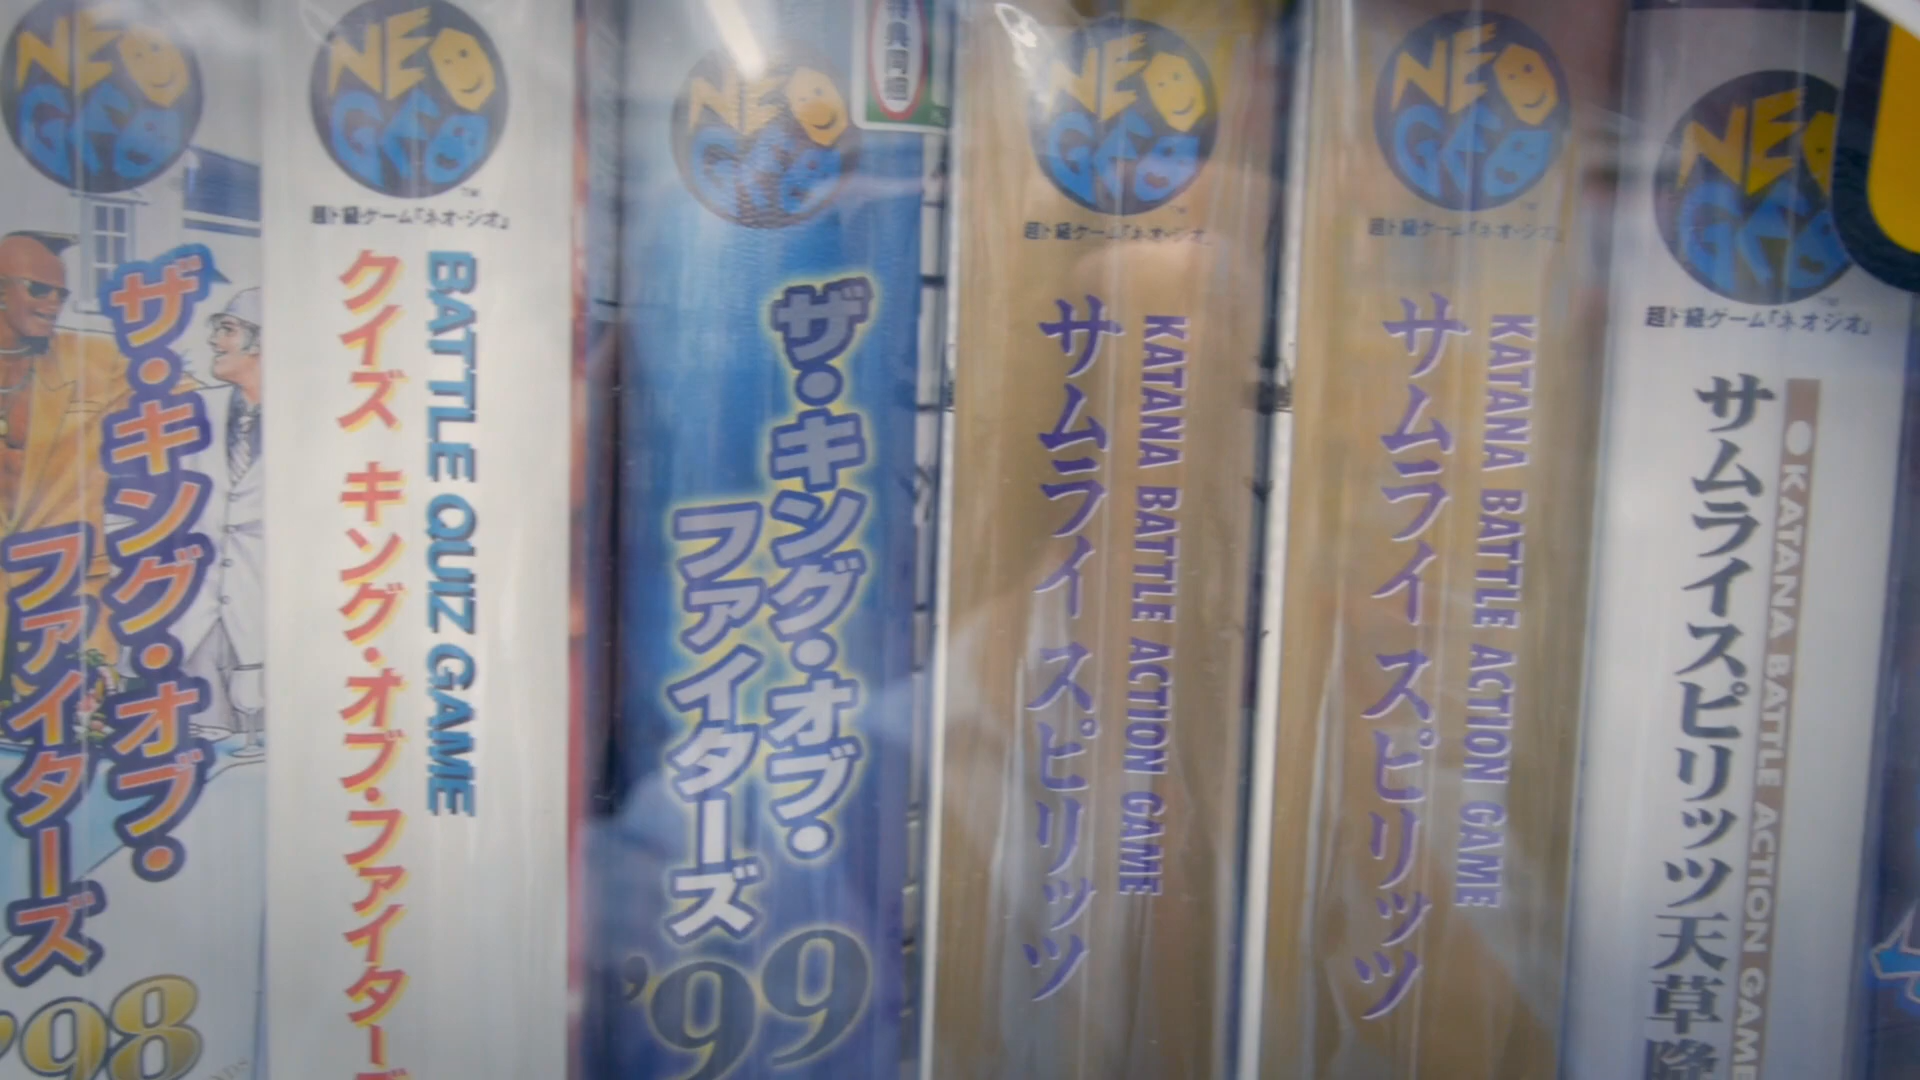 NEO GEO
ザ・キング・オブ・
ファイターズ
'98
NEO GEO
超ド級ゲーム『ネオ・ジオ』
BATTLE QUIZ GAME
クイズ キング・オブ・ファイター
NEO GEO
ザ・キング・オブ・
ファイターズ
'99
NEO GEO
超ド級ゲーム『ネオ・ジオ』
KATANA BATTLE ACTION GAME
サムライスピリッツ
NEO GEO
超ド級ゲーム『ネオ・ジオ』
KATANA BATTLE ACTION GAME
サムライスピリッツ
NEO GEO
超ド級ゲーム『ネオジオ』
●KATANA BATTLE ACTION GAME
サムライスピリッツ天草降